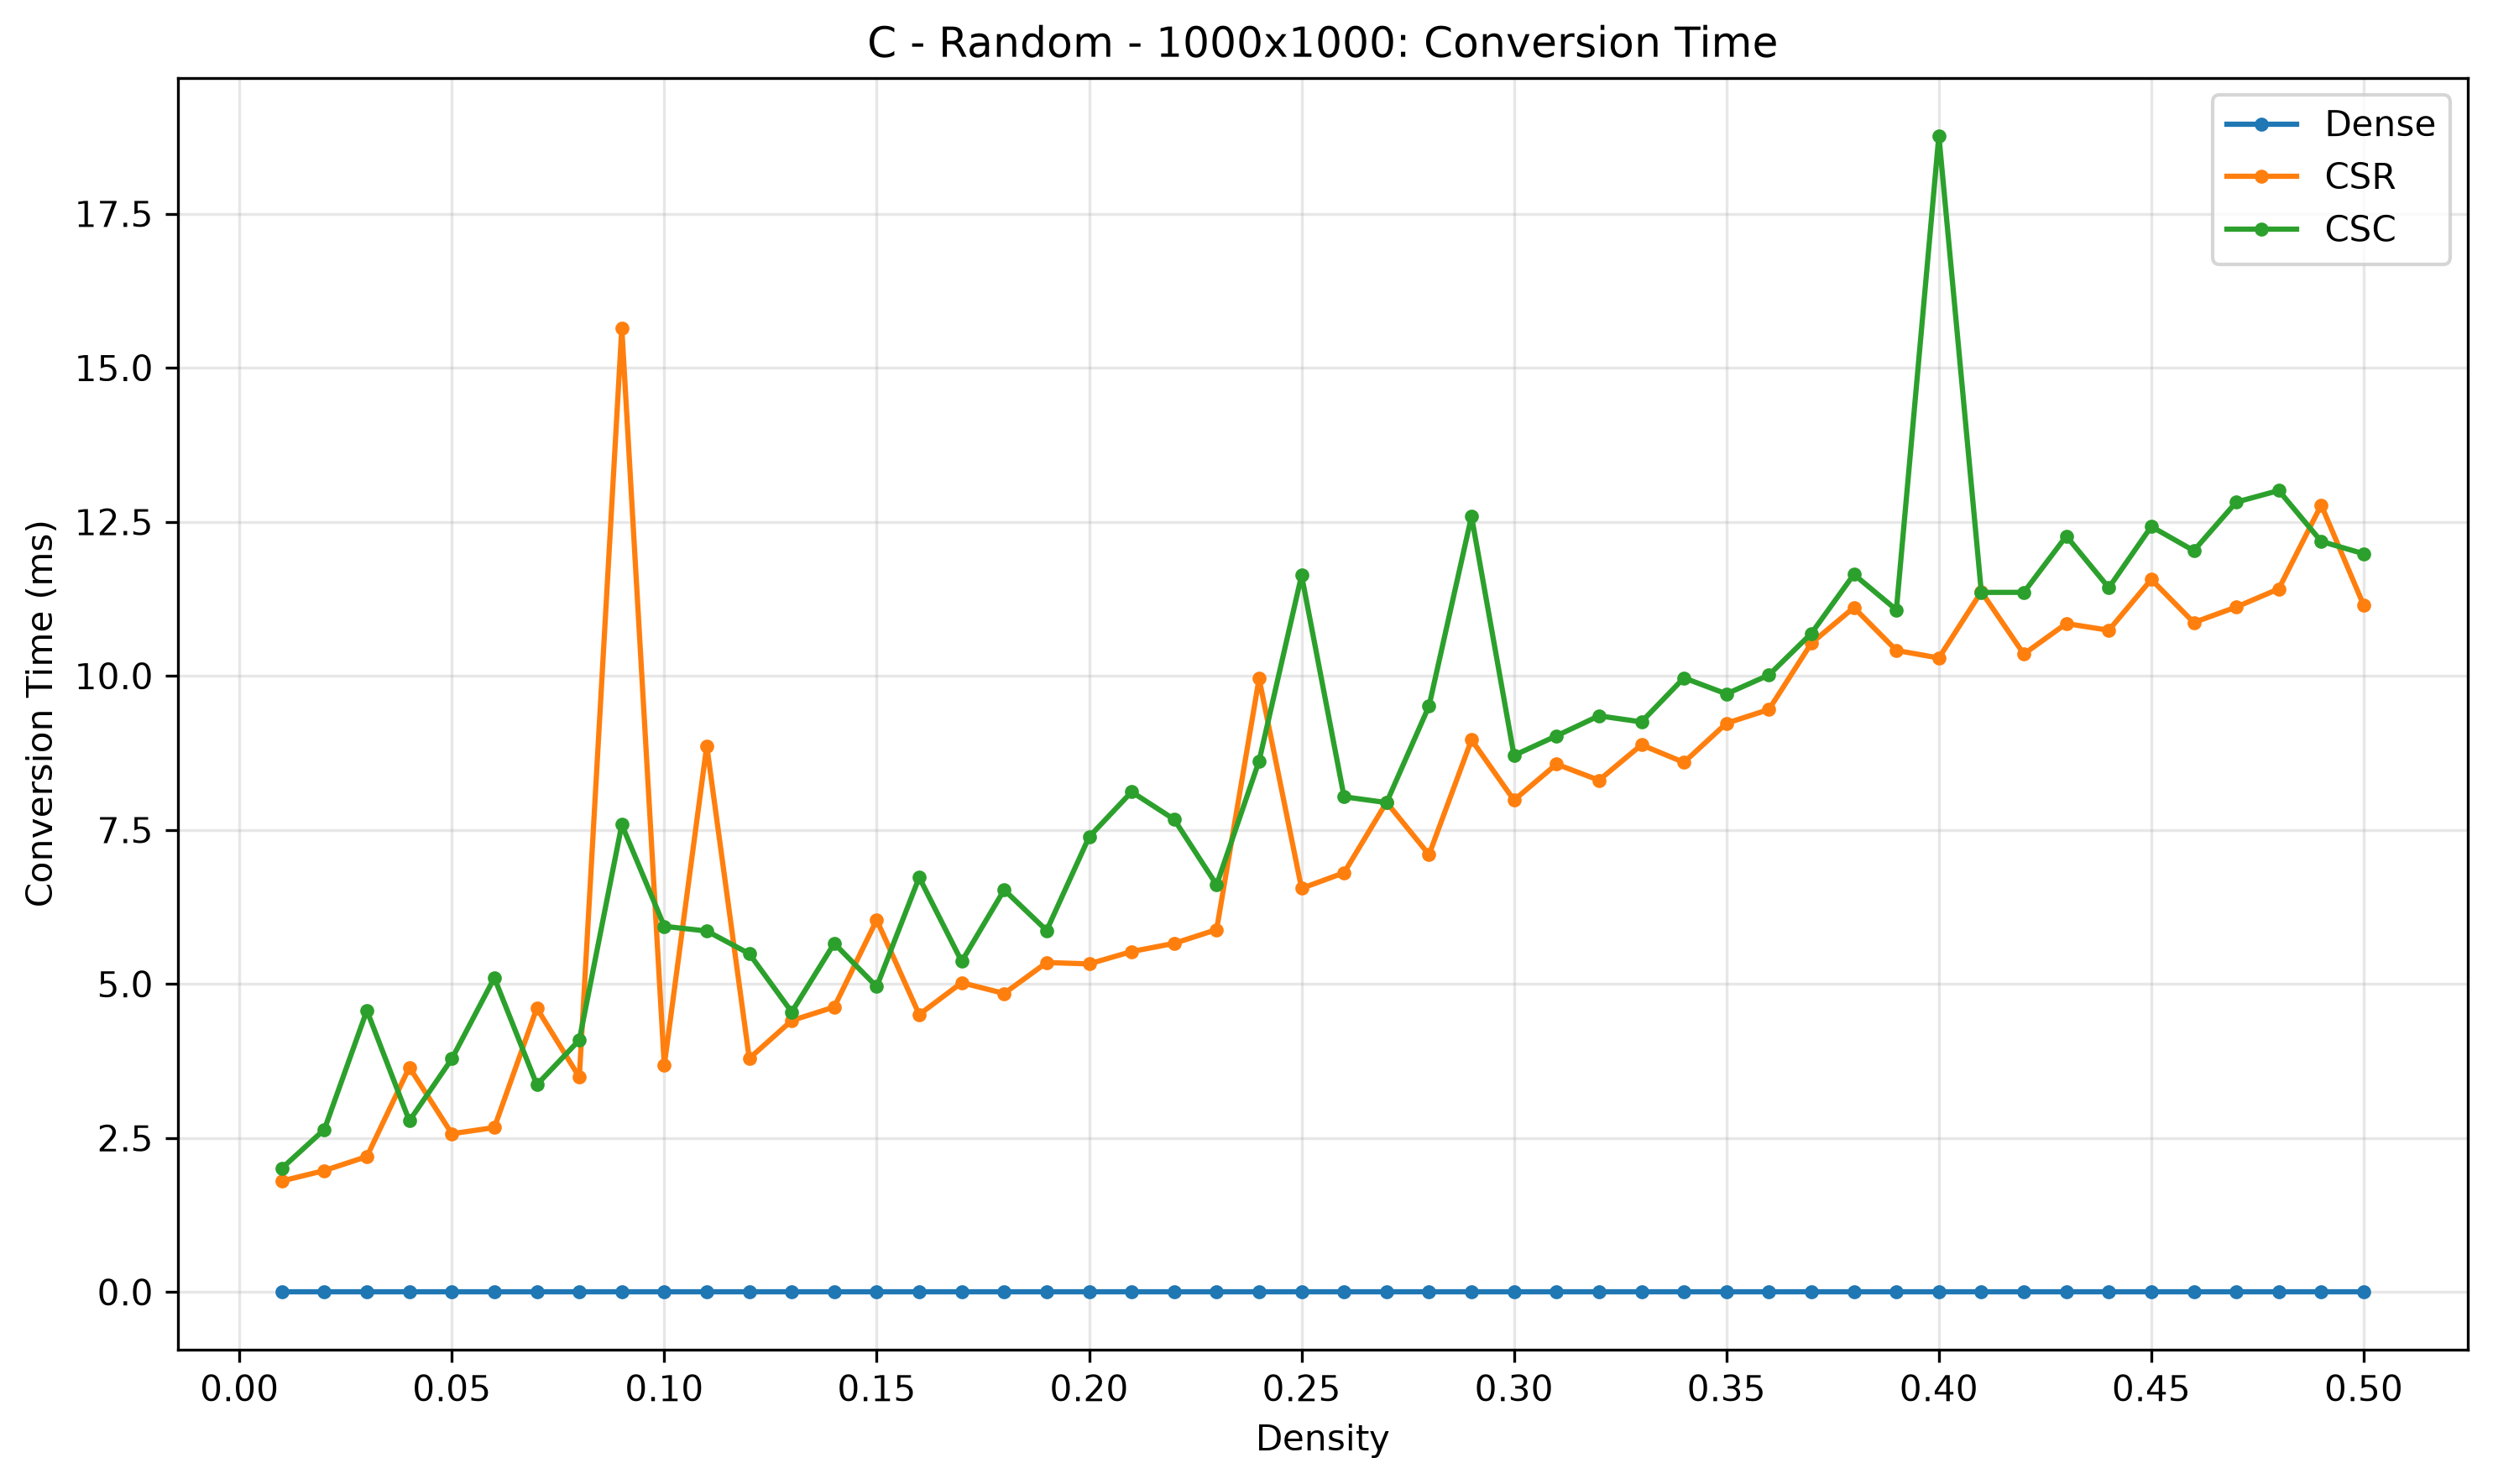 C - Random - 1000x1000: Conversion Time
Dense
CSR
CSC
Conversion Time (ms)
17.5
15.0
12.5
10.0
7.5
5.0
2.5
0.0
0.00 0.05 0.10 0.15 0.20 0.25 0.30 0.35 0.40 0.45 0.50
Density